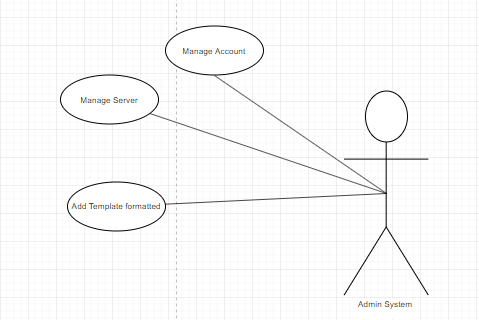 Manage Account
Manage Server
Add Template formatted
Admin System